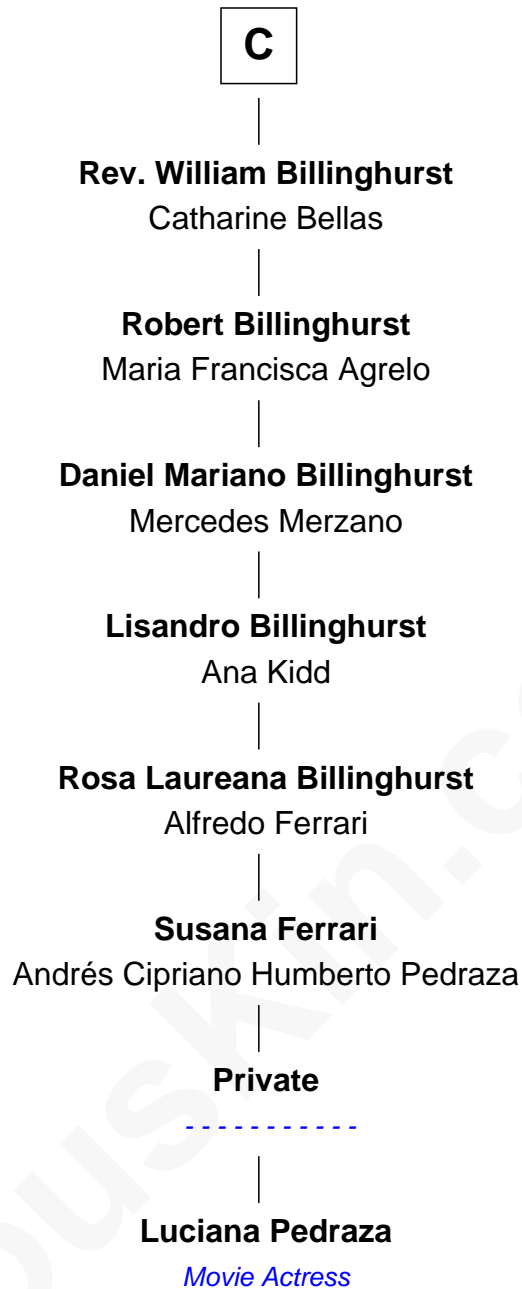 C
Rev. William Billinghurst
Catharine Bellas
Robert Billinghurst
Maria Francisca Agrelo
Daniel Mariano Billinghurst
Mercedes Merzano
Lisandro Billinghurst
Ana Kidd
Rosa Laureana Billinghurst
Alfredo Ferrari
Susana Ferrari
Andrés Cipriano Humberto Pedraza
Private
- - - - - - - - - - -
Luciana Pedraza
Movie Actress